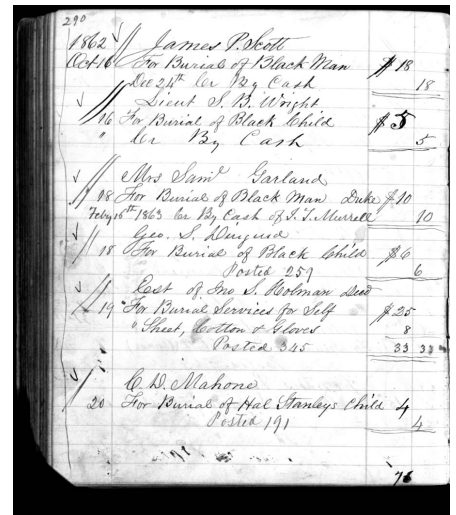 290
1862 James P. Scott
Oct 16 For Burial of Black Man $ 18
Dec 24th Cr By Cash 18
Lieut S. B. Wright
16 For Burial of Black Child $ 5
" Cr By Cash 5
Mrs Saml Garland
18 For Burial of Black Man Duke $ 10
Feby 16th 1863 Cr By Cash of I. T. Murrell 10
Geo. S. Diuguid
18 For Burial of Black Child $ 6
Posted 259 6
Est of Jno S. Holman Decd
19 " For Burial Services for Self $ 25
" Sheet, Cotton & Gloves 8
Posted 345 33 33
C. D. Mahone
20 For Burial of Hal Stanleys Child 4
Posted 191 4
76